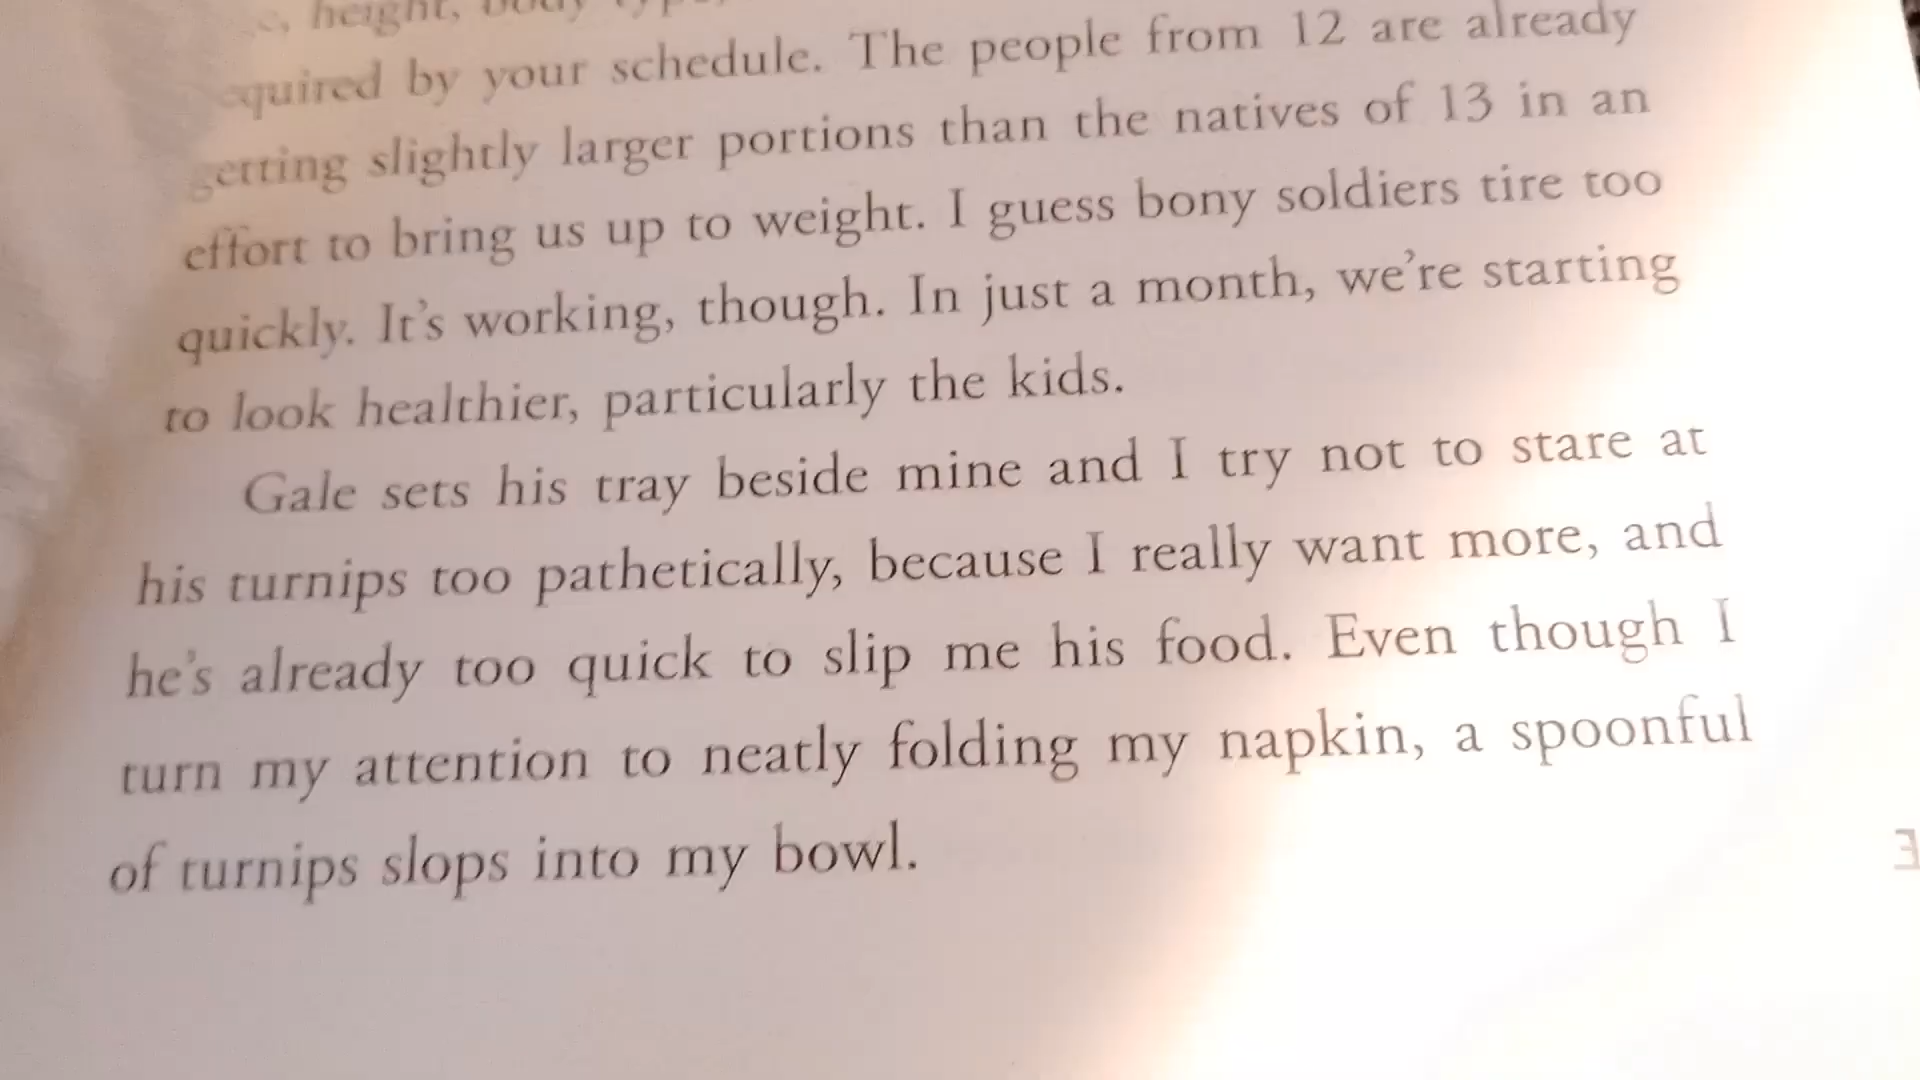 height, body type,
required by your schedule. The people from 12 are already
getting slightly larger portions than the natives of 13 in an
effort to bring us up to weight. I guess bony soldiers tire too
quickly. It's working, though. In just a month, we're starting
to look healthier, particularly the kids.
Gale sets his tray beside mine and I try not to stare at
his turnips too pathetically, because I really want more, and
he's already too quick to slip me his food. Even though I
turn my attention to neatly folding my napkin, a spoonful
of turnips slops into my bowl.